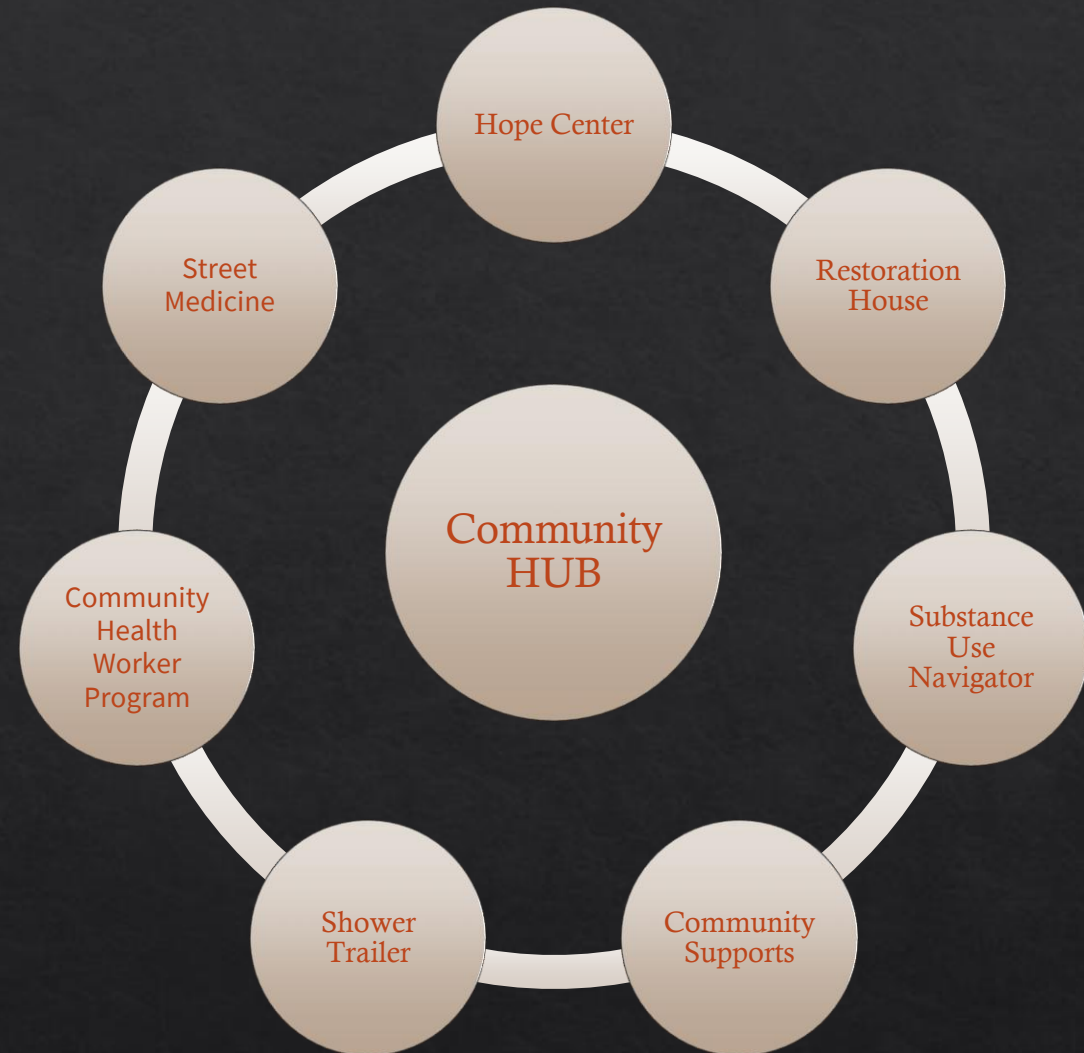 Hope Center
Street
Medicine
Restoration
House
Community
HUB
Community
Health
Worker
Program
Substance
Use
Navigator
Shower
Trailer
Community
Supports